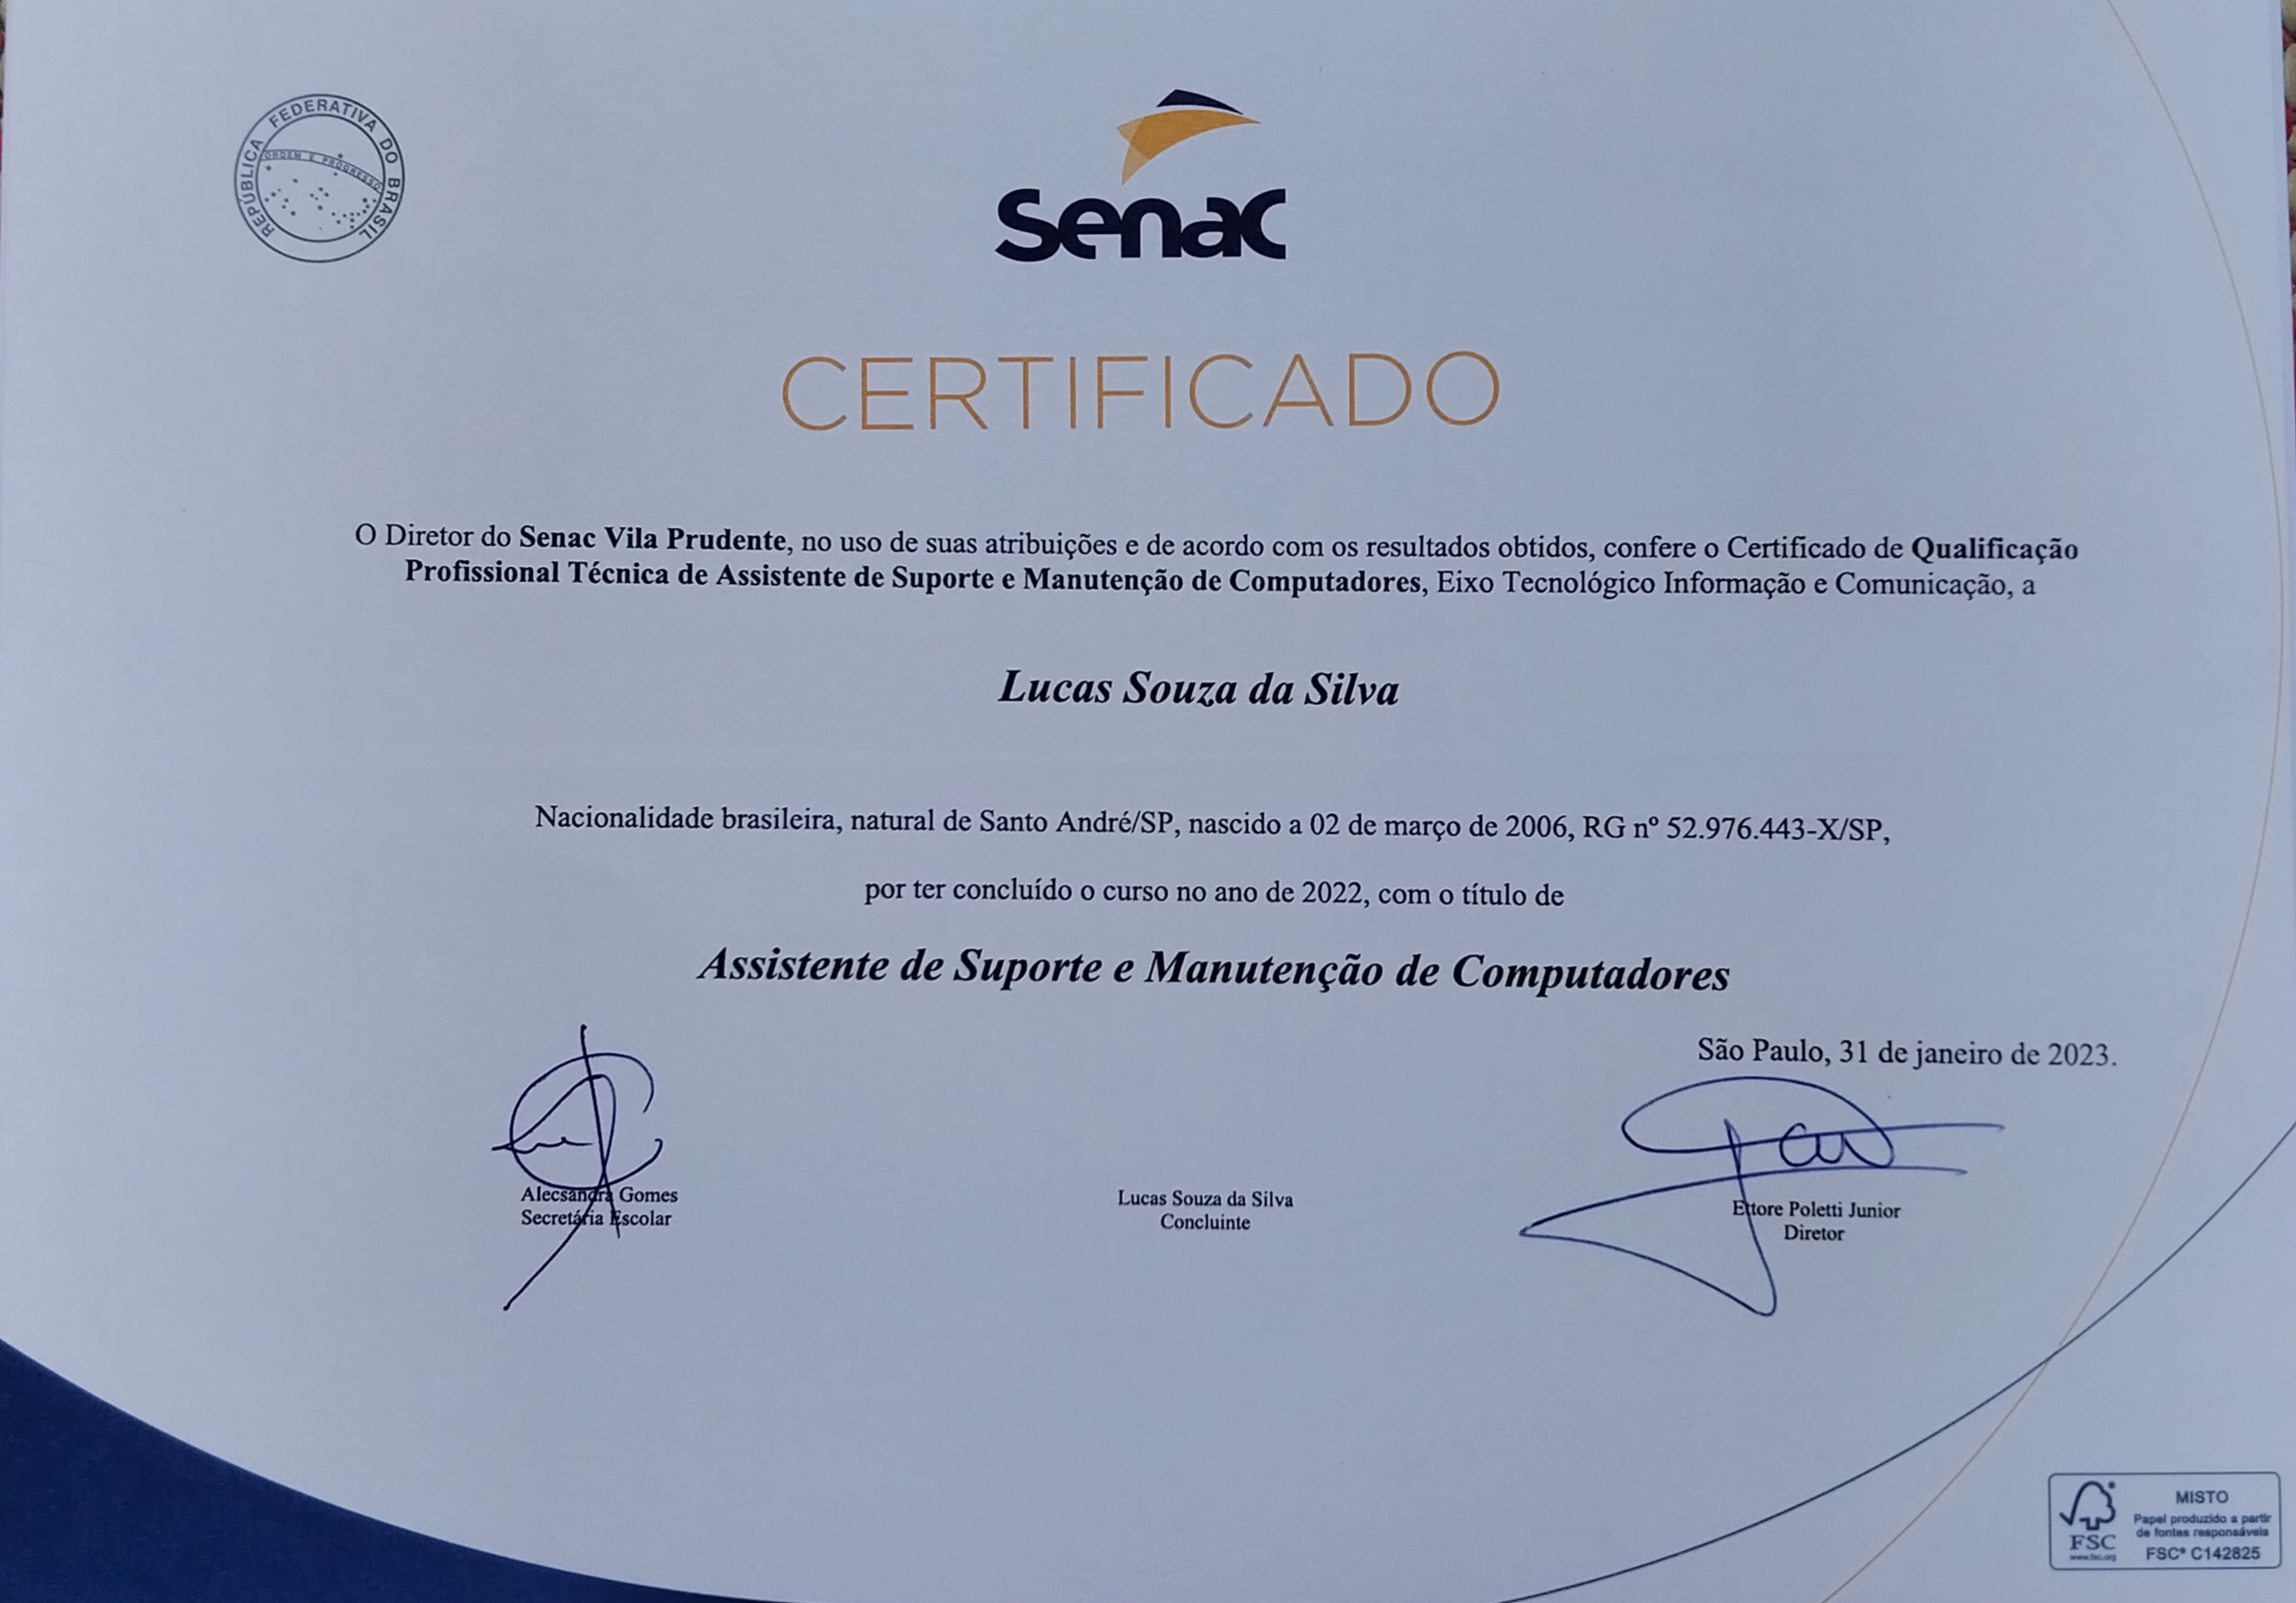 REPÚBLICA FEDERATIVA DO BRASIL
ORDEM E PROGRESSO
senac
CERTIFICADO
O Diretor do Senac Vila Prudente, no uso de suas atribuições e de acordo com os resultados obtidos, confere o Certificado de Qualificação
Profissional Técnica de Assistente de Suporte e Manutenção de Computadores, Eixo Tecnológico Informação e Comunicação, a
Lucas Souza da Silva
Nacionalidade brasileira, natural de Santo André/SP, nascido a 02 de março de 2006, RG nº 52.976.443-X/SP,
por ter concluído o curso no ano de 2022, com o título de
Assistente de Suporte e Manutenção de Computadores
São Paulo, 31 de janeiro de 2023.
Alecsandra Gomes
Secretária Escolar
Lucas Souza da Silva
Concluinte
Ettore Poletti Junior
Diretor
FSC
www.fsc.org
MISTO
Papel produzido a partir
de fontes responsáveis
FSC® C142825